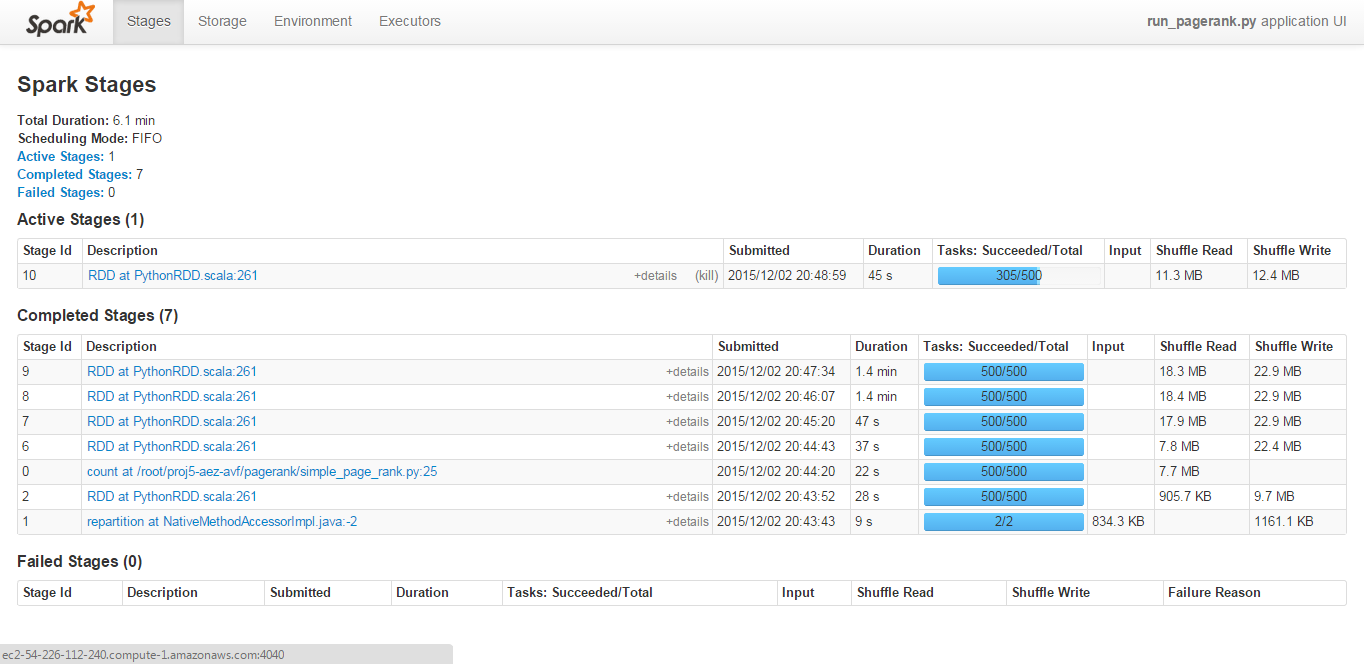 Spark Stages Storage Environment Executors run_pagerank.py application UI
Spark Stages
Total Duration: 6.1 min
Scheduling Mode: FIFO
Active Stages: 1
Completed Stages: 7
Failed Stages: 0
Active Stages (1)
Stage Id Description Submitted Duration Tasks: Succeeded/Total Input Shuffle Read Shuffle Write
10 RDD at PythonRDD.scala:261 +details (kill) 2015/12/02 20:48:59 45 s 305/500 11.3 MB 12.4 MB
Completed Stages (7)
Stage Id Description Submitted Duration Tasks: Succeeded/Total Input Shuffle Read Shuffle Write
9 RDD at PythonRDD.scala:261 +details 2015/12/02 20:47:34 1.4 min 500/500 18.3 MB 22.9 MB
8 RDD at PythonRDD.scala:261 +details 2015/12/02 20:46:07 1.4 min 500/500 18.4 MB 22.9 MB
7 RDD at PythonRDD.scala:261 +details 2015/12/02 20:45:20 47 s 500/500 17.9 MB 22.9 MB
6 RDD at PythonRDD.scala:261 +details 2015/12/02 20:44:43 37 s 500/500 7.8 MB 22.4 MB
0 count at /root/proj5-aez-avf/pagerank/simple_page_rank.py:25 2015/12/02 20:44:20 22 s 500/500 7.7 MB
2 RDD at PythonRDD.scala:261 +details 2015/12/02 20:43:52 28 s 500/500 905.7 KB 9.7 MB
1 repartition at NativeMethodAccessorImpl.java:-2 +details 2015/12/02 20:43:43 9 s 2/2 834.3 KB 1161.1 KB
Failed Stages (0)
Stage Id Description Submitted Duration Tasks: Succeeded/Total Input Shuffle Read Shuffle Write Failure Reason
ec2-54-226-112-240.compute-1.amazonaws.com:4040